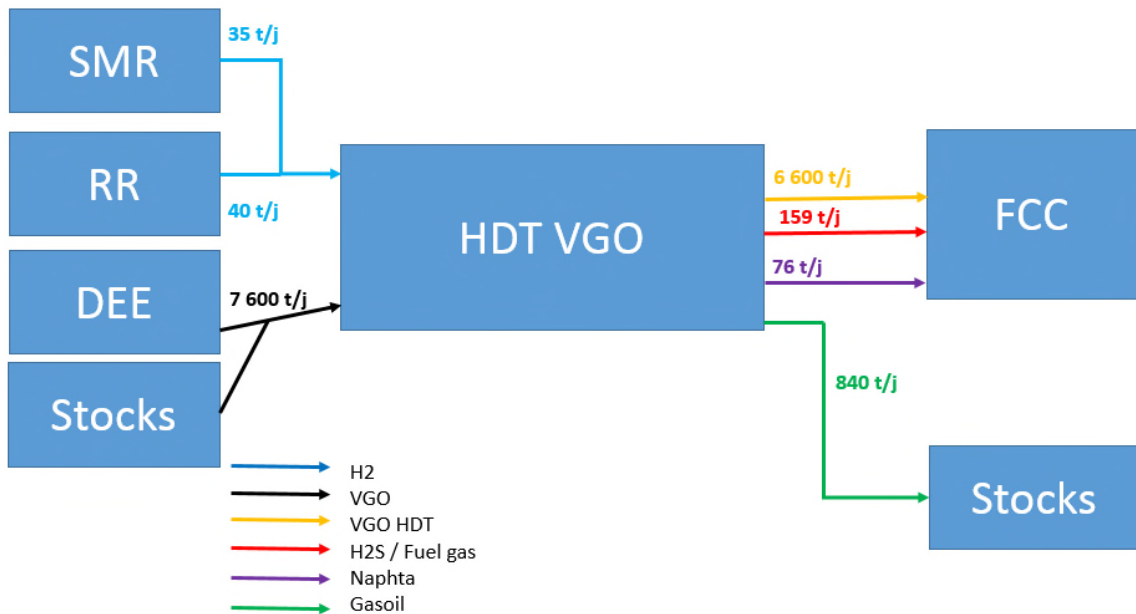 SMR
35 t/j
RR
40 t/j
DEE
7 600 t/j
Stocks
HDT VGO
6 600 t/j
159 t/j
76 t/j
840 t/j
FCC
Stocks
H2
VGO
VGO HDT
H2S / Fuel gas
Naphta
Gasoil